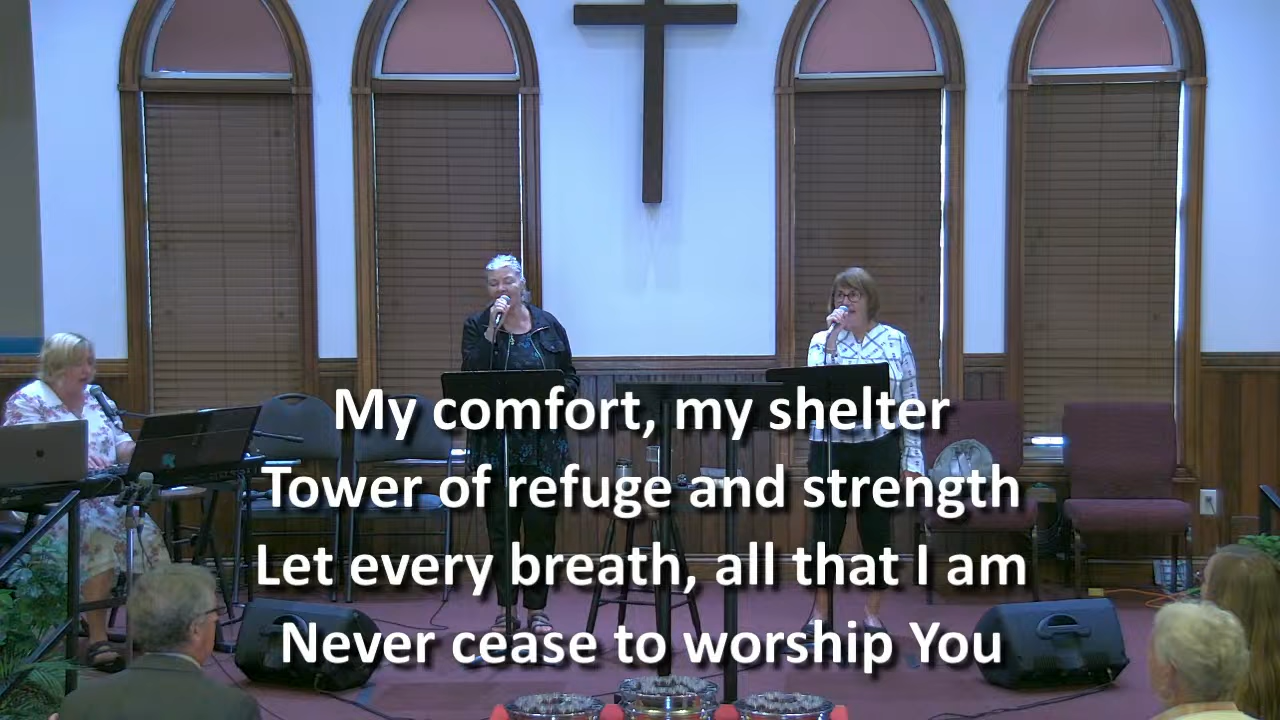 My comfort, my shelter
Tower of refuge and strength
Let every breath, all that I am
Never cease to worship You